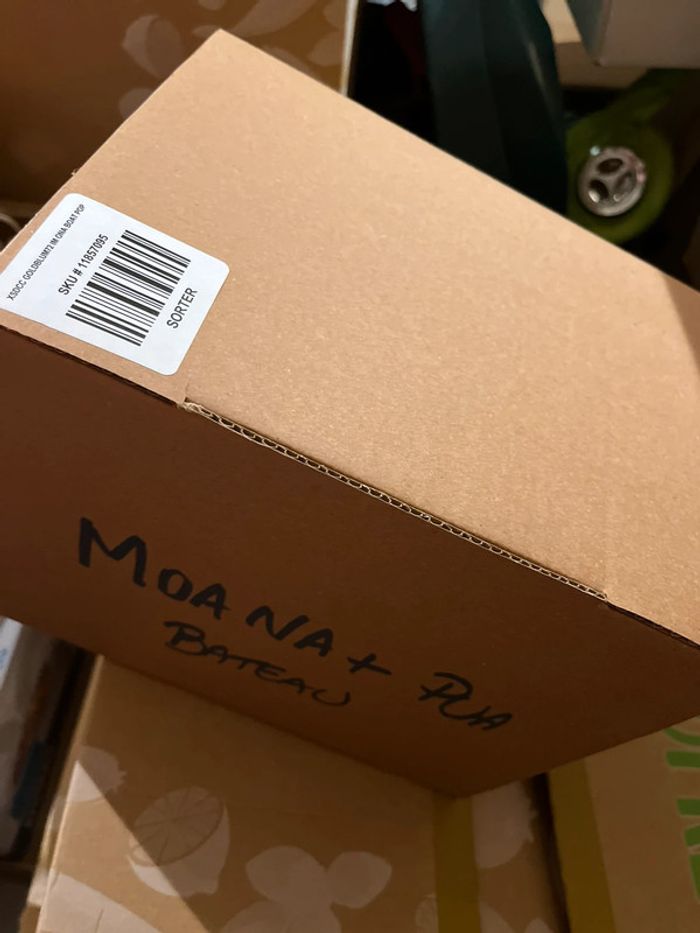 SKU # 11857095
SORTER
MOANA + PUA
BATEAU